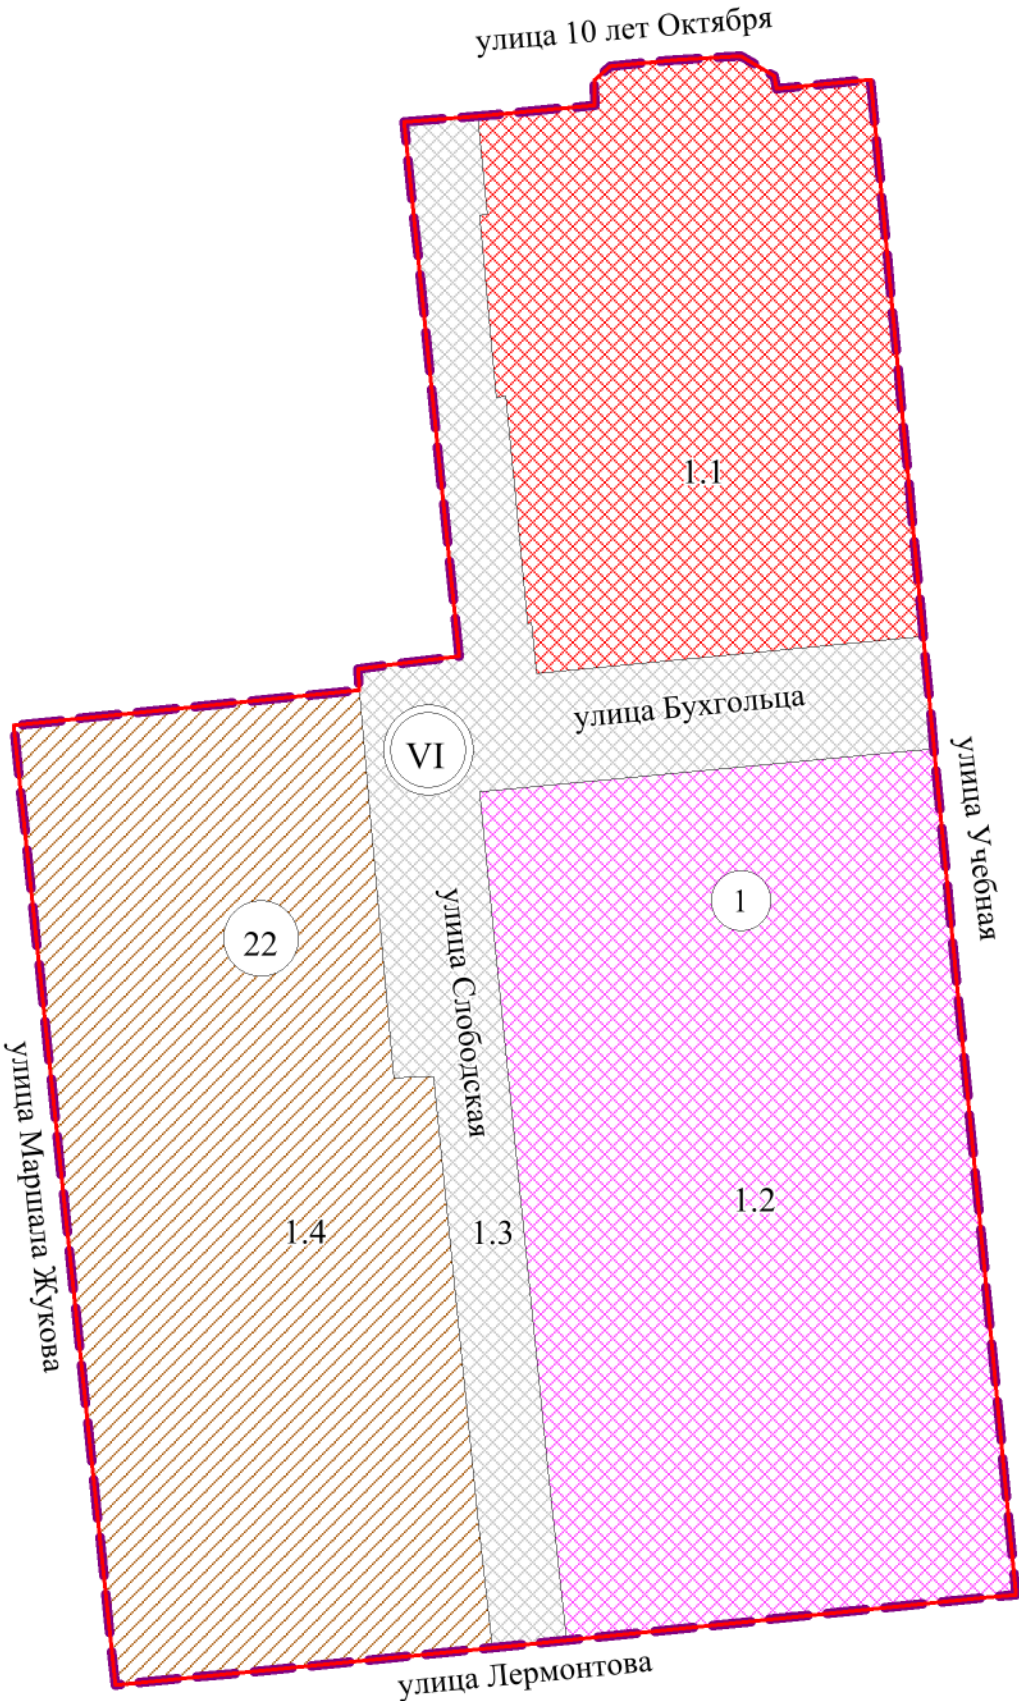 улица 10 лет Октября
1.1
улица Бухгольца
VI
улица Учебная
1
22
улица Слободская
улица Маршала Жукова
1.2
1.4
1.3
улица Лермонтова